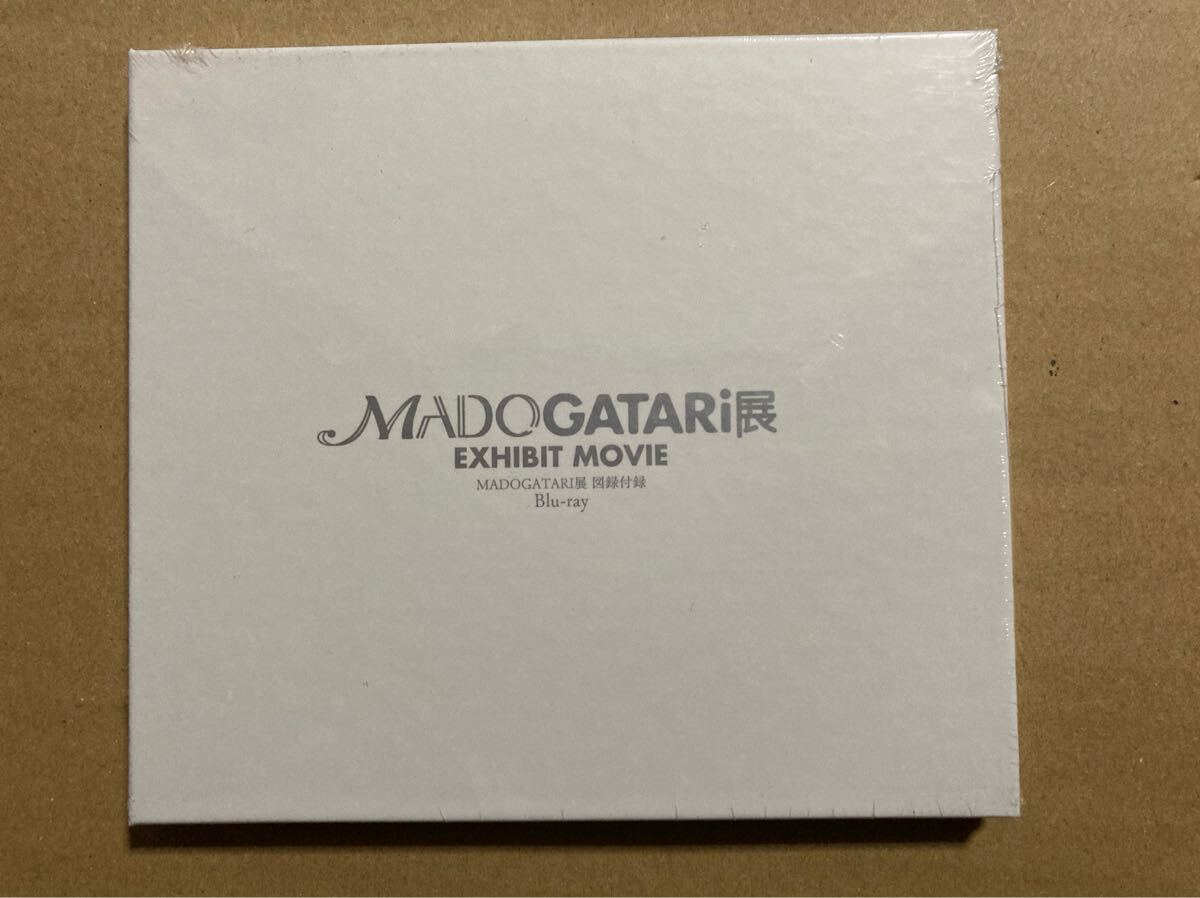 MADOGATARi展
EXHIBIT MOVIE
MADOGATARI展 図録付録
Blu-ray